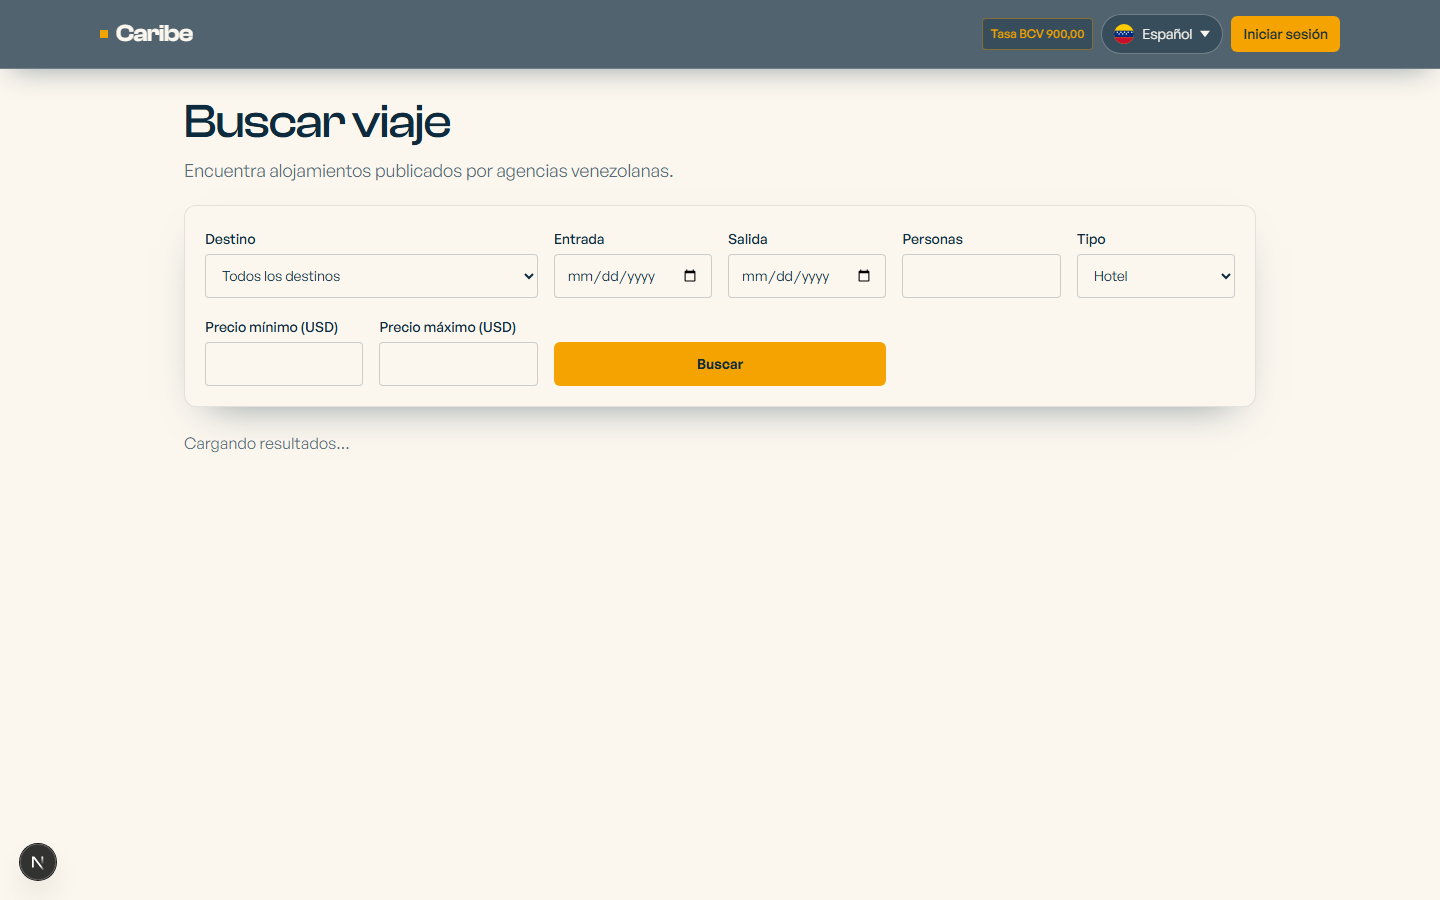 Caribe
Tasa BCV 900,00
Español
Iniciar sesión
Buscar viaje
Encuentra alojamientos publicados por agencias venezolanas.
Destino
Entrada
Salida
Personas
Tipo
Todos los destinos
mm/dd/yyyy
mm/dd/yyyy
Hotel
Precio mínimo (USD)
Precio máximo (USD)
Buscar
Cargando resultados...
N